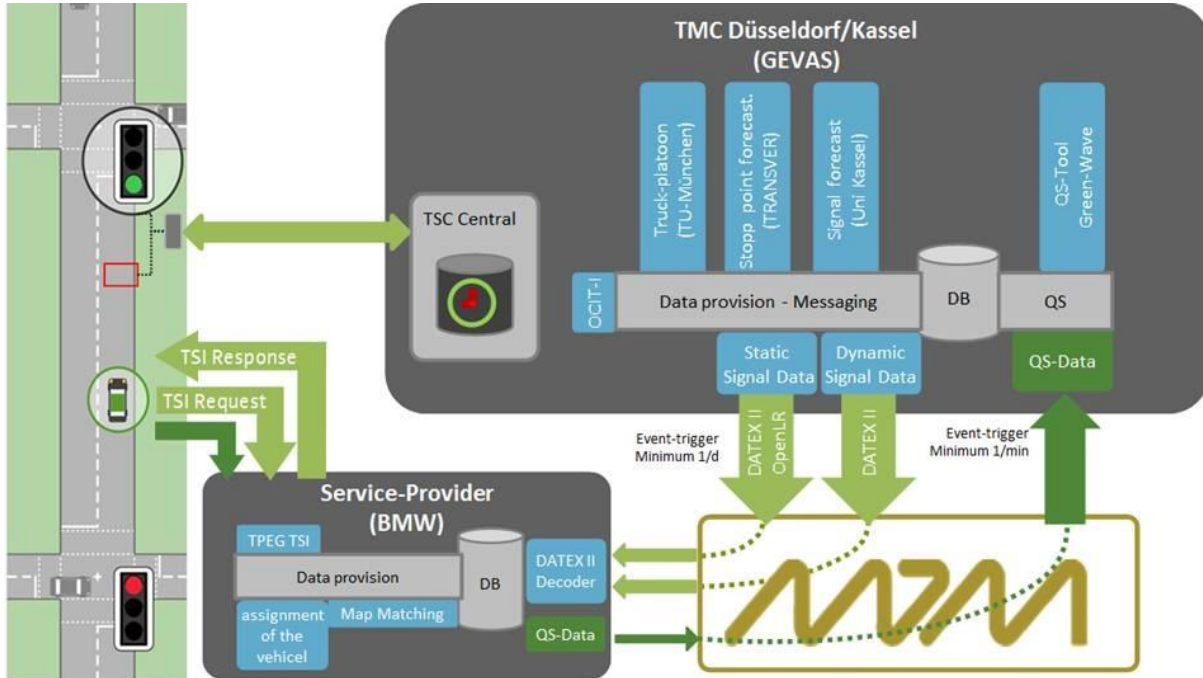 TMC Düsseldorf/Kassel
(GEVAS)
Truck-platoon
(TU-München)
Stopp point forecast.
(TRANSVER)
Signal forecast
(Uni Kassel)
QS-Tool
Green-Wave
TSC Central
OCIT-I
Data provision - Messaging
DB
QS
Static
Signal Data
Dynamic
Signal Data
QS-Data
TSI Response
TSI Request
Event-trigger
Minimum 1/d
DATEX II
OpenLR
DATEX II
Event-trigger
Minimum 1/min
Service-Provider
(BMW)
TPEG TSI
Data provision
DB
DATEX II
Decoder
assignment
of the
vehicel
Map Matching
QS-Data
MDM